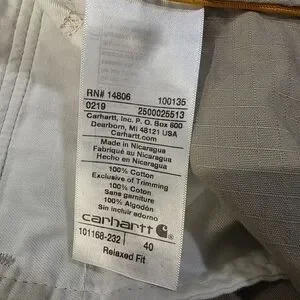 RN# 14806 100135
0219 2500025513
Carhartt, Inc. P. O. Box 600
Dearborn, MI 48121 USA
Carhartt.com
Made in Nicaragua
Fabriqué au Nicaragua
Hecho en Nicaragua
100% Cotton
Exclusive of Trimming
100% Coton
Sans garniture
100% Algodón
Sin incluir adorno
carhartt
101168-232 40
Relaxed Fit